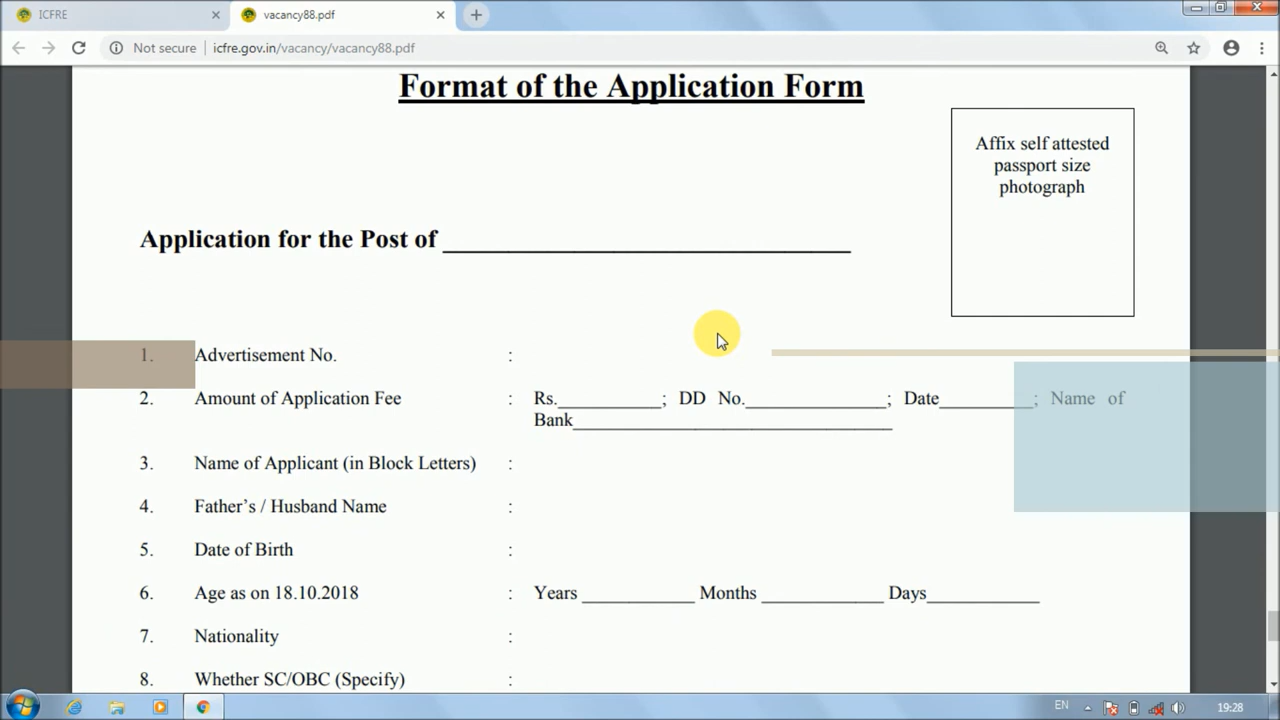 ICFRE
vacancy88.pdf
Not secure
icfre.gov.in/vacancy/vacancy88.pdf
Format of the Application Form
Affix self attested
passport size
photograph
Application for the Post of ______________________________
1. Advertisement No. :
2. Amount of Application Fee : Rs.___________; DD No._______________; Date__________; Name of
Bank__________________________________
3. Name of Applicant (in Block Letters) :
4. Father’s / Husband Name :
5. Date of Birth :
6. Age as on 18.10.2018 : Years ____________ Months _____________ Days____________
7. Nationality :
8. Whether SC/OBC (Specify) :
EN
19:28